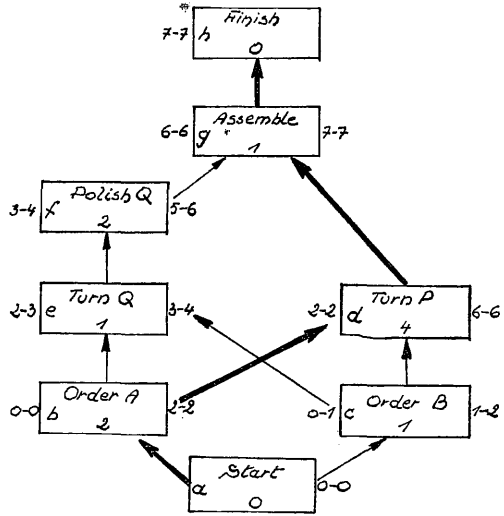 Finish
7-7 h
0
Assemble
6-6 g 7-7
1
Polish Q
3-4 f 5-6
2
Turn Q
2-3 e 3-4
1
Turn P
2-2 d 6-6
4
Order A
0-0 b 2-2
2
Order B
0-1 c 1-2
1
Start
a 0-0
0